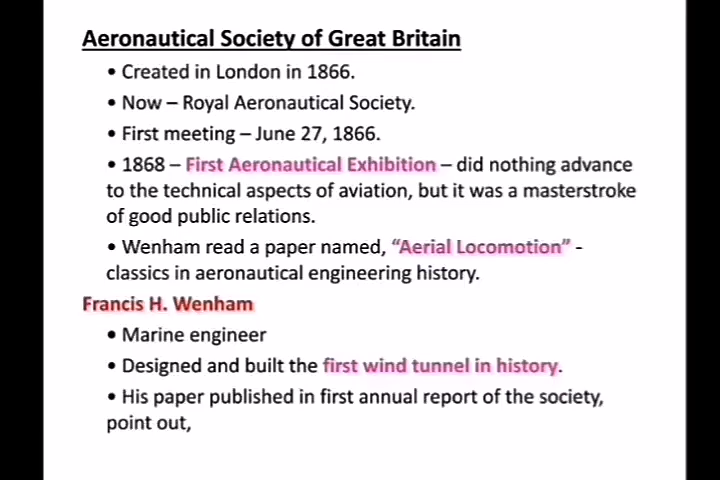 Aeronautical Society of Great Britain
• Created in London in 1866.
• Now – Royal Aeronautical Society.
• First meeting – June 27, 1866.
• 1868 – First Aeronautical Exhibition – did nothing advance
to the technical aspects of aviation, but it was a masterstroke
of good public relations.
• Wenham read a paper named, “Aerial Locomotion” -
classics in aeronautical engineering history.
Francis H. Wenham
• Marine engineer
• Designed and built the first wind tunnel in history.
• His paper published in first annual report of the society,
point out,